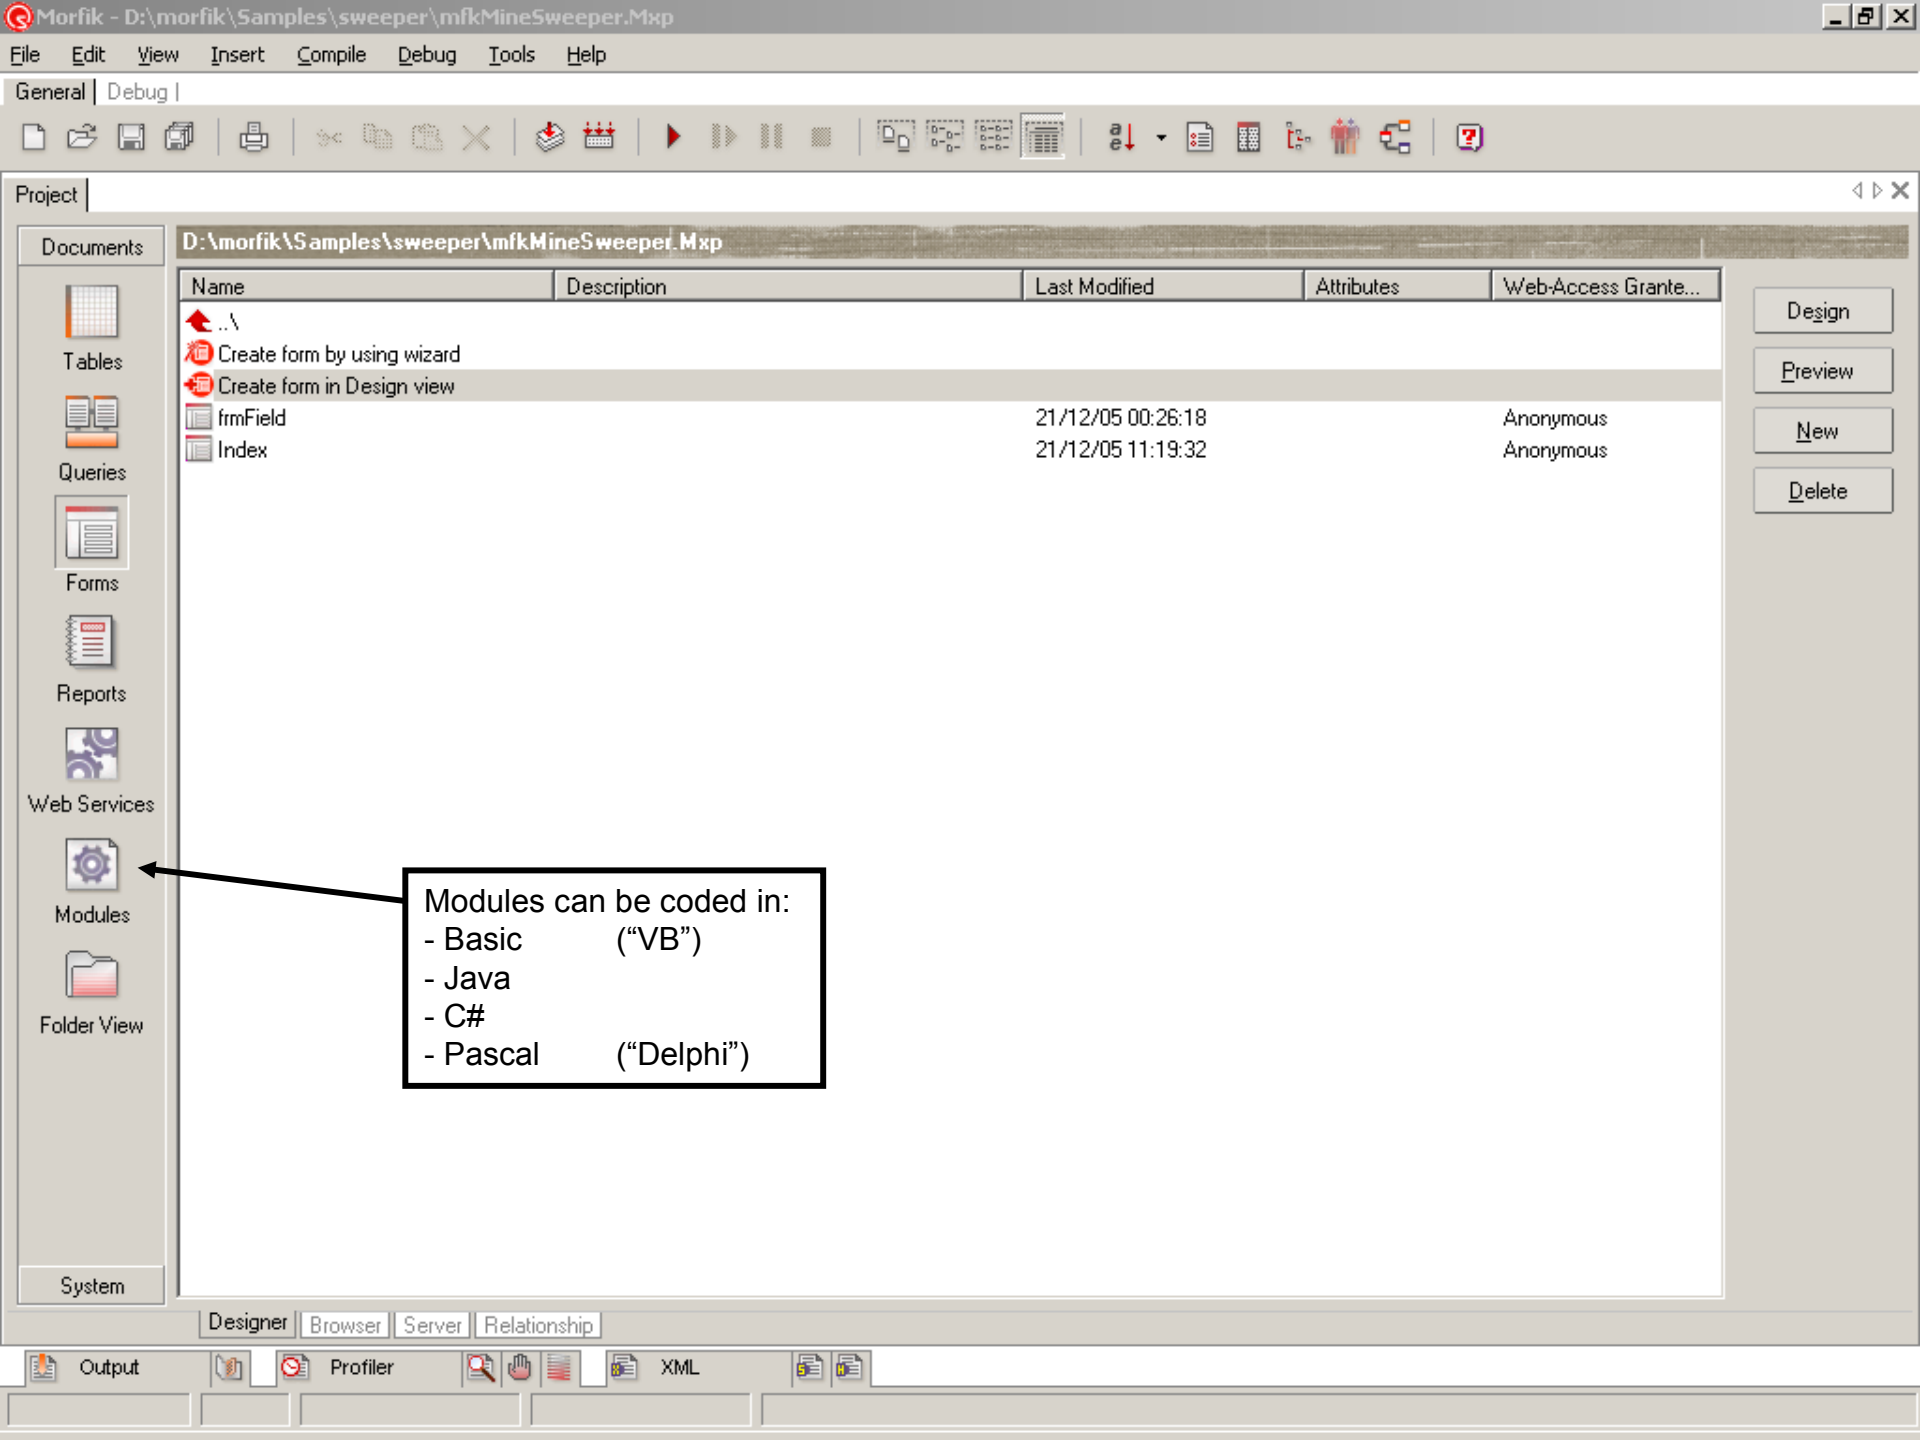 Morfik - D:\morfik\Samples\sweeper\mfkMineSweeper.Mxp
File Edit View Insert Compile Debug Tools Help
General Debug
Project
Documents
D:\morfik\Samples\sweeper\mfkMineSweeper.Mxp
Name Description Last Modified Attributes Web-Access Grante...
..\
Create form by using wizard
Create form in Design view
frmField 21/12/05 00:26:18 Anonymous
Index 21/12/05 11:19:32 Anonymous
Design
Preview
New
Delete
Tables
Queries
Forms
Reports
Web Services
Modules
Folder View
System
Modules can be coded in:
- Basic (“VB”)
- Java
- C#
- Pascal (“Delphi”)
Designer Browser Server Relationship
Output Profiler XML